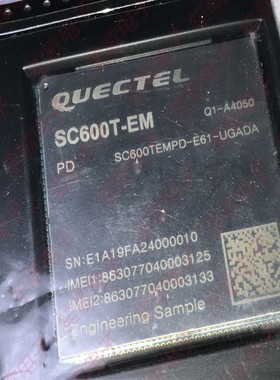 QUECTEL
Q1-A4050
SC600T-EM
PD SC600TEMPD-E61-UGADA
SN:E1A19FA24000010
IMEI1:863077040003125
IMEI2:863077040003133
Engineering Sample